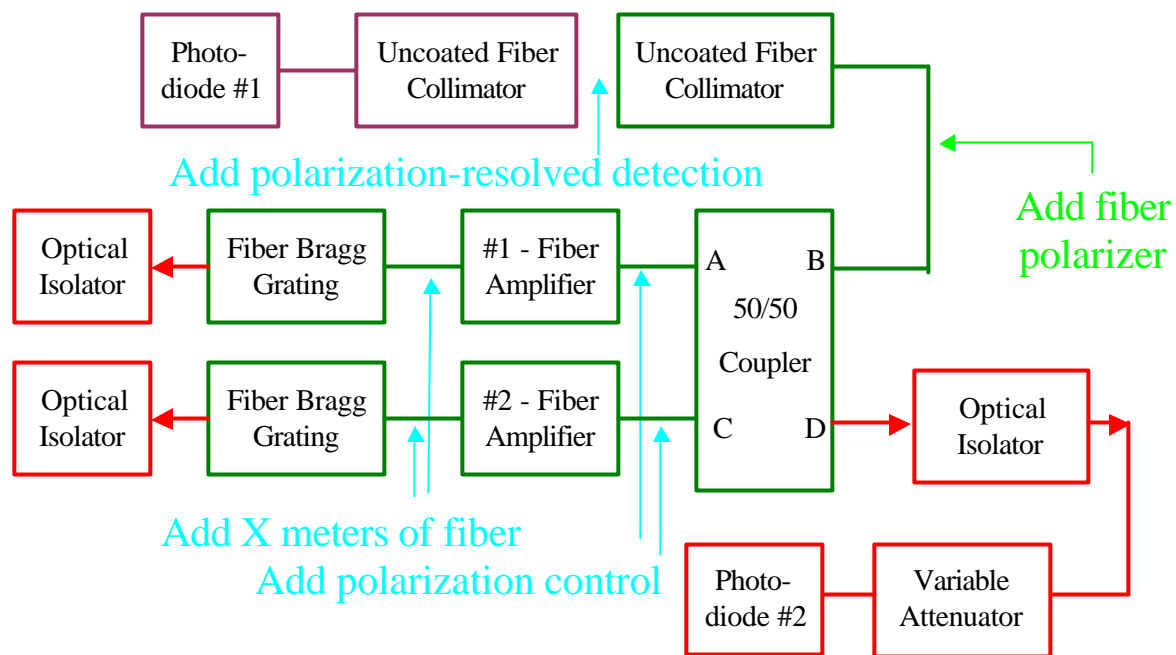 Photo-
diode #1
Uncoated Fiber
Collimator
Uncoated Fiber
Collimator
Add polarization-resolved detection
Add fiber
polarizer
Optical
Isolator
Fiber Bragg
Grating
#1 - Fiber
Amplifier
A
B
50/50
Coupler
C
D
Optical
Isolator
Fiber Bragg
Grating
#2 - Fiber
Amplifier
Optical
Isolator
Add X meters of fiber
Add polarization control
Photo-
diode #2
Variable
Attenuator